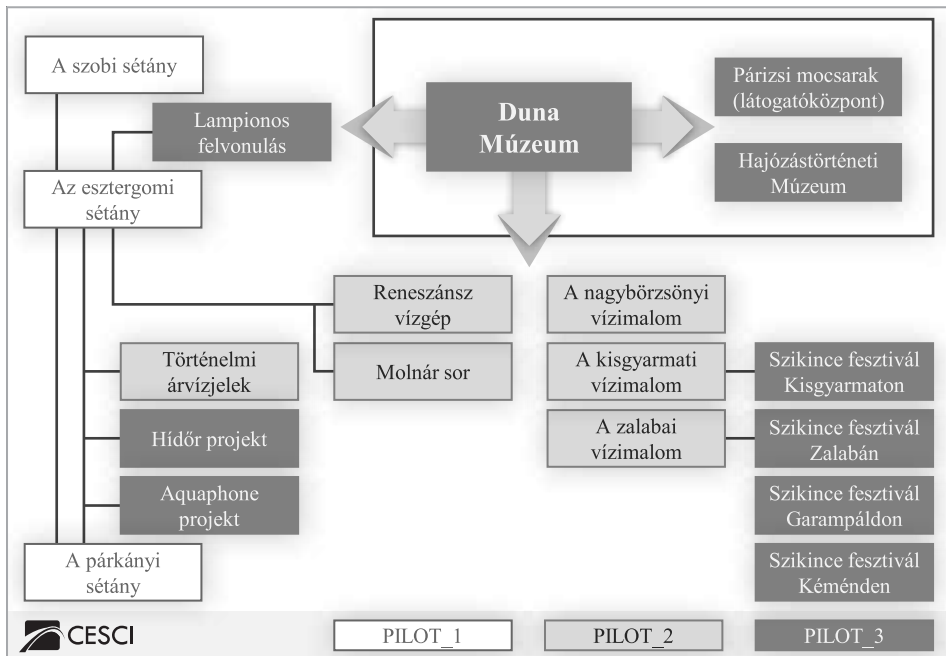 A szobi sétány
Lampionos
felvonulás
Az esztergomi
sétány
Duna
Múzeum
Párizsi mocsarak
(látogatóközpont)
Hajózástörténeti
Múzeum
Reneszánsz
vízgép
Molnár sor
A nagybörzsönyi
vízimalom
A kisgyarmati
vízimalom
A zalabai
vízimalom
Történelmi
árvízjelek
Hídőr projekt
Aquaphone
projekt
A párkányi
sétány
Szikince fesztivál
Kisgyarmaton
Szikince fesztivál
Zalabán
Szikince fesztivál
Garampáldon
Szikince fesztivál
Kéménden
CESCI
PILOT_1
PILOT_2
PILOT_3